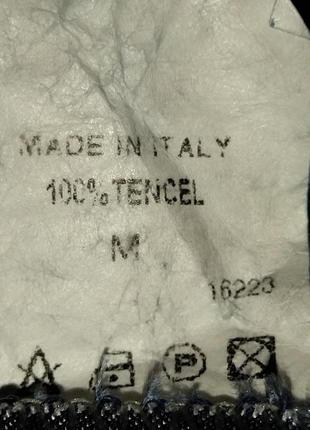 MADE IN ITALY
100% TENCEL
M
16223
P